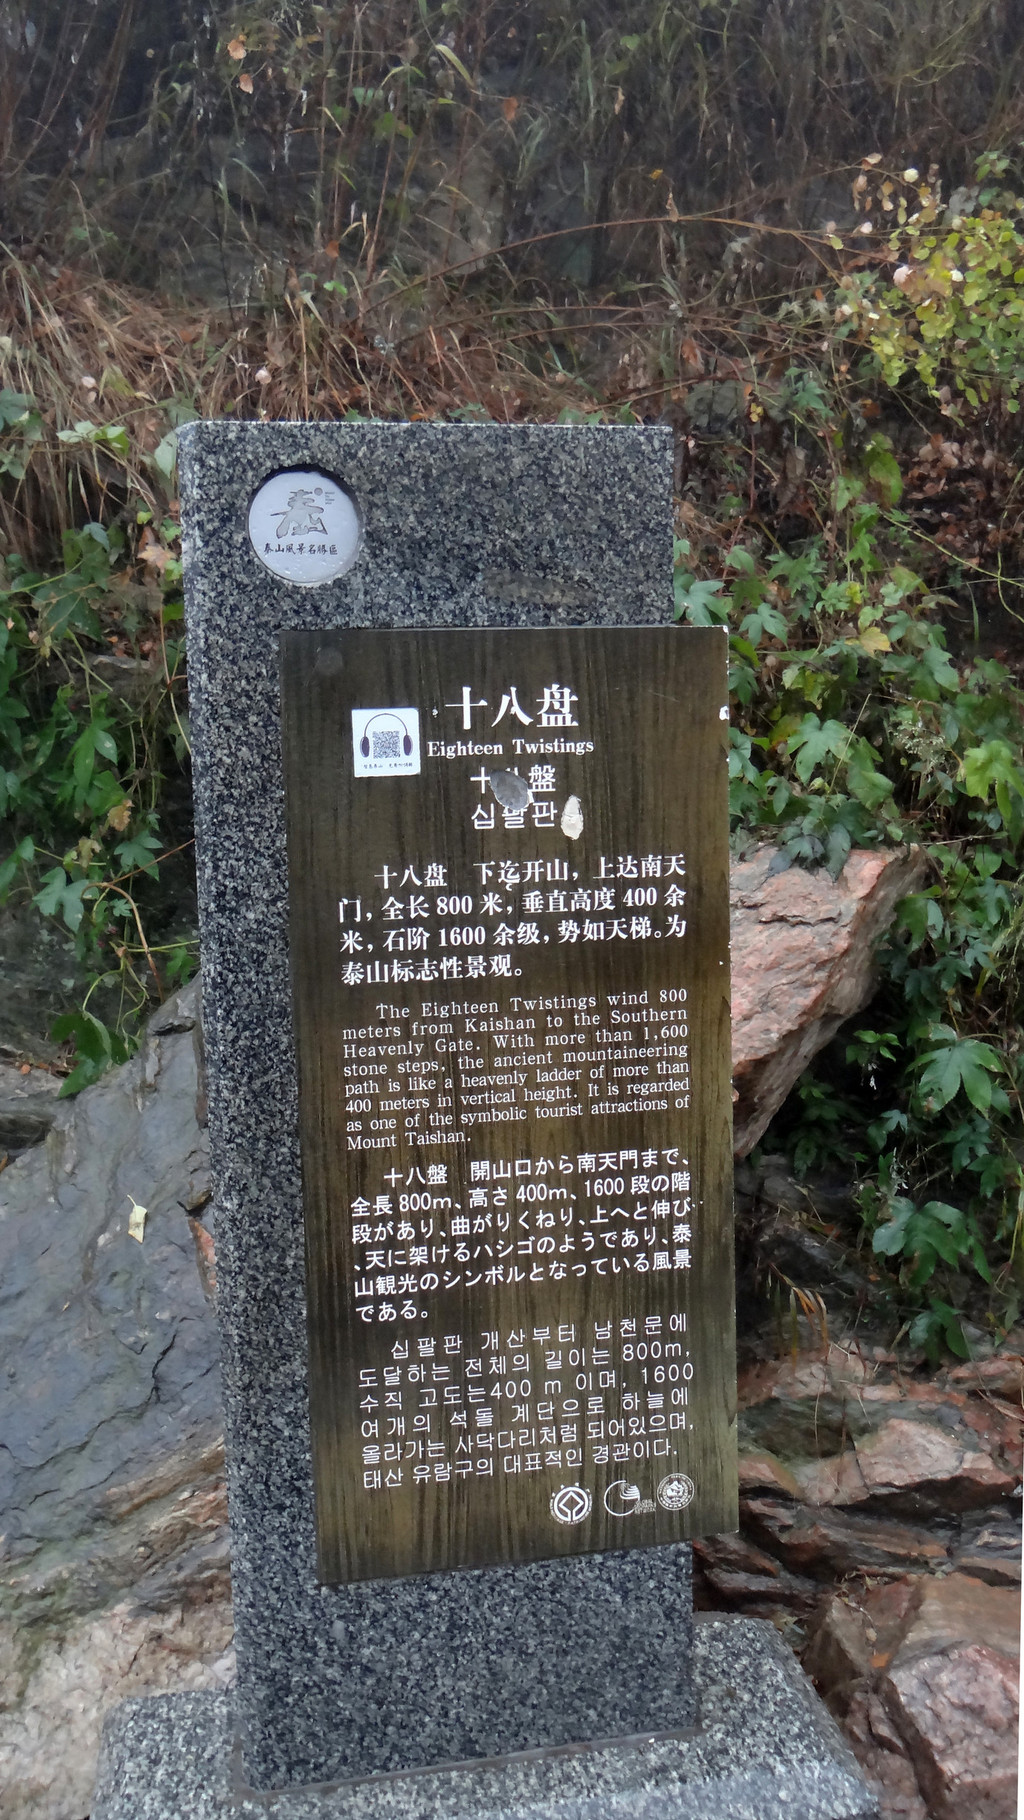 泰山風景名勝區
十八盘
Eighteen Twistings
十八盤
십팔판
十八盘 下迄开山，上达南天
门，全长 800 米，垂直高度 400 余
米，石阶 1600 余级，势如天梯。为
泰山标志性景观。
The Eighteen Twistings wind 800
meters from Kaishan to the Southern
Heavenly Gate. With more than 1,600
stone steps, the ancient mountaineering
path is like a heavenly ladder of more than
400 meters in vertical height. It is regarded
as one of the symbolic tourist attractions of
Mount Taishan.
十八盤 開山口から南天門まで、
全長 800m、高さ 400m、1600 段の階
段があり、曲がりくねり、上へと伸び
、天に架けるハシゴのようであり、泰
山観光のシンボルとなっている風景
である。
십팔판 개산부터 남천문에
도달하는 전체의 길이는 800m,
수직 고도는400 m 이며, 1600
여개의 석돌 계단으로 하늘에
올라가는 사닥다리처럼 되어있으며,
태산 유람구의 대표적인 경관이다.